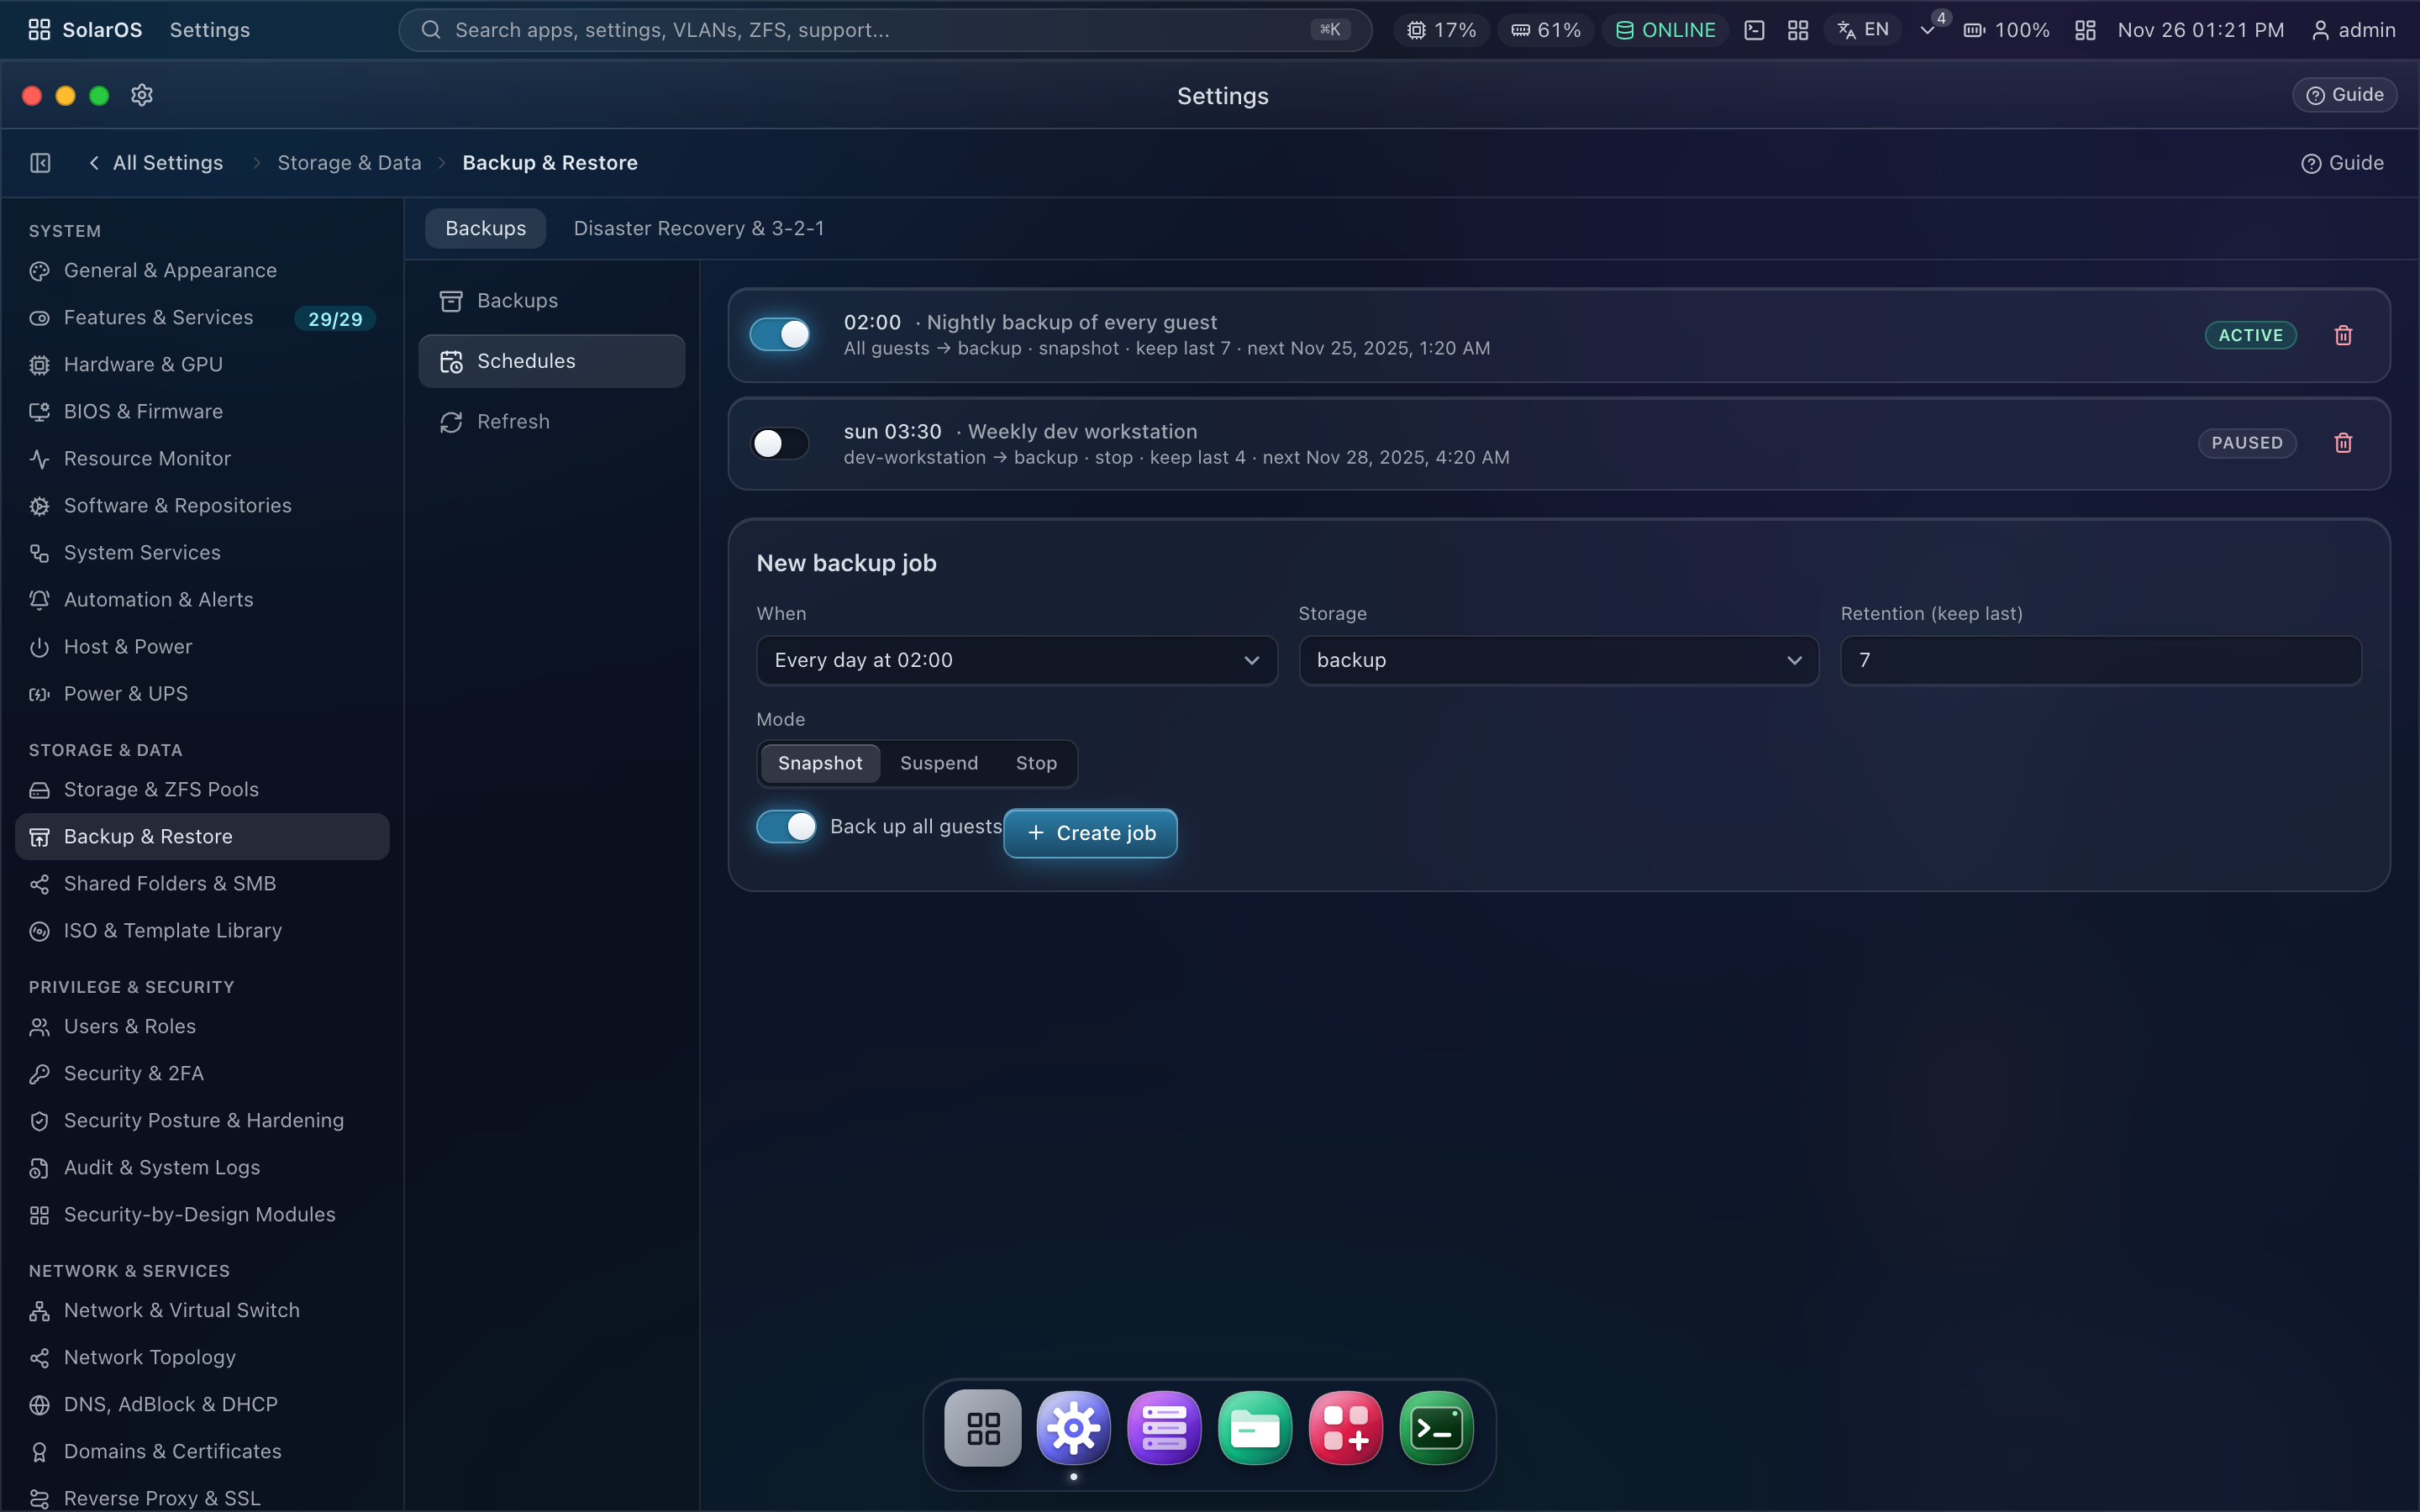 SolarOS Settings Search apps, settings, VLANs, ZFS, support... ⌘K 17% 61% ONLINE EN 4 100% Nov 26 01:21 PM admin
Settings
Guide
All Settings Storage & Data Backup & Restore
Guide
SYSTEM
General & Appearance
Features & Services 29/29
Hardware & GPU
BIOS & Firmware
Resource Monitor
Software & Repositories
System Services
Automation & Alerts
Host & Power
Power & UPS
STORAGE & DATA
Storage & ZFS Pools
Backup & Restore
Shared Folders & SMB
ISO & Template Library
PRIVILEGE & SECURITY
Users & Roles
Security & 2FA
Security Posture & Hardening
Audit & System Logs
Security-by-Design Modules
NETWORK & SERVICES
Network & Virtual Switch
Network Topology
DNS, AdBlock & DHCP
Domains & Certificates
Reverse Proxy & SSL
Backups Disaster Recovery & 3-2-1
Backups
Schedules
Refresh
02:00 · Nightly backup of every guest
All guests → backup · snapshot · keep last 7 · next Nov 25, 2025, 1:20 AM
ACTIVE
sun 03:30 · Weekly dev workstation
dev-workstation → backup · stop · keep last 4 · next Nov 28, 2025, 4:20 AM
PAUSED
New backup job
When Storage Retention (keep last)
Every day at 02:00 backup 7
Mode
Snapshot Suspend Stop
Back up all guests + Create job